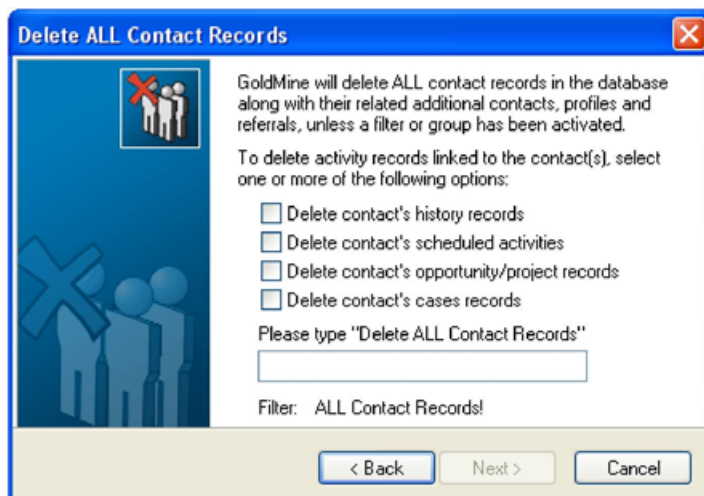 Delete ALL Contact Records
GoldMine will delete ALL contact records in the database
along with their related additional contacts, profiles and
referrals, unless a filter or group has been activated.
To delete activity records linked to the contact(s), select
one or more of the following options:
Delete contact's history records
Delete contact's scheduled activities
Delete contact's opportunity/project records
Delete contact's cases records
Please type "Delete ALL Contact Records"
Filter: ALL Contact Records!
< Back Next > Cancel